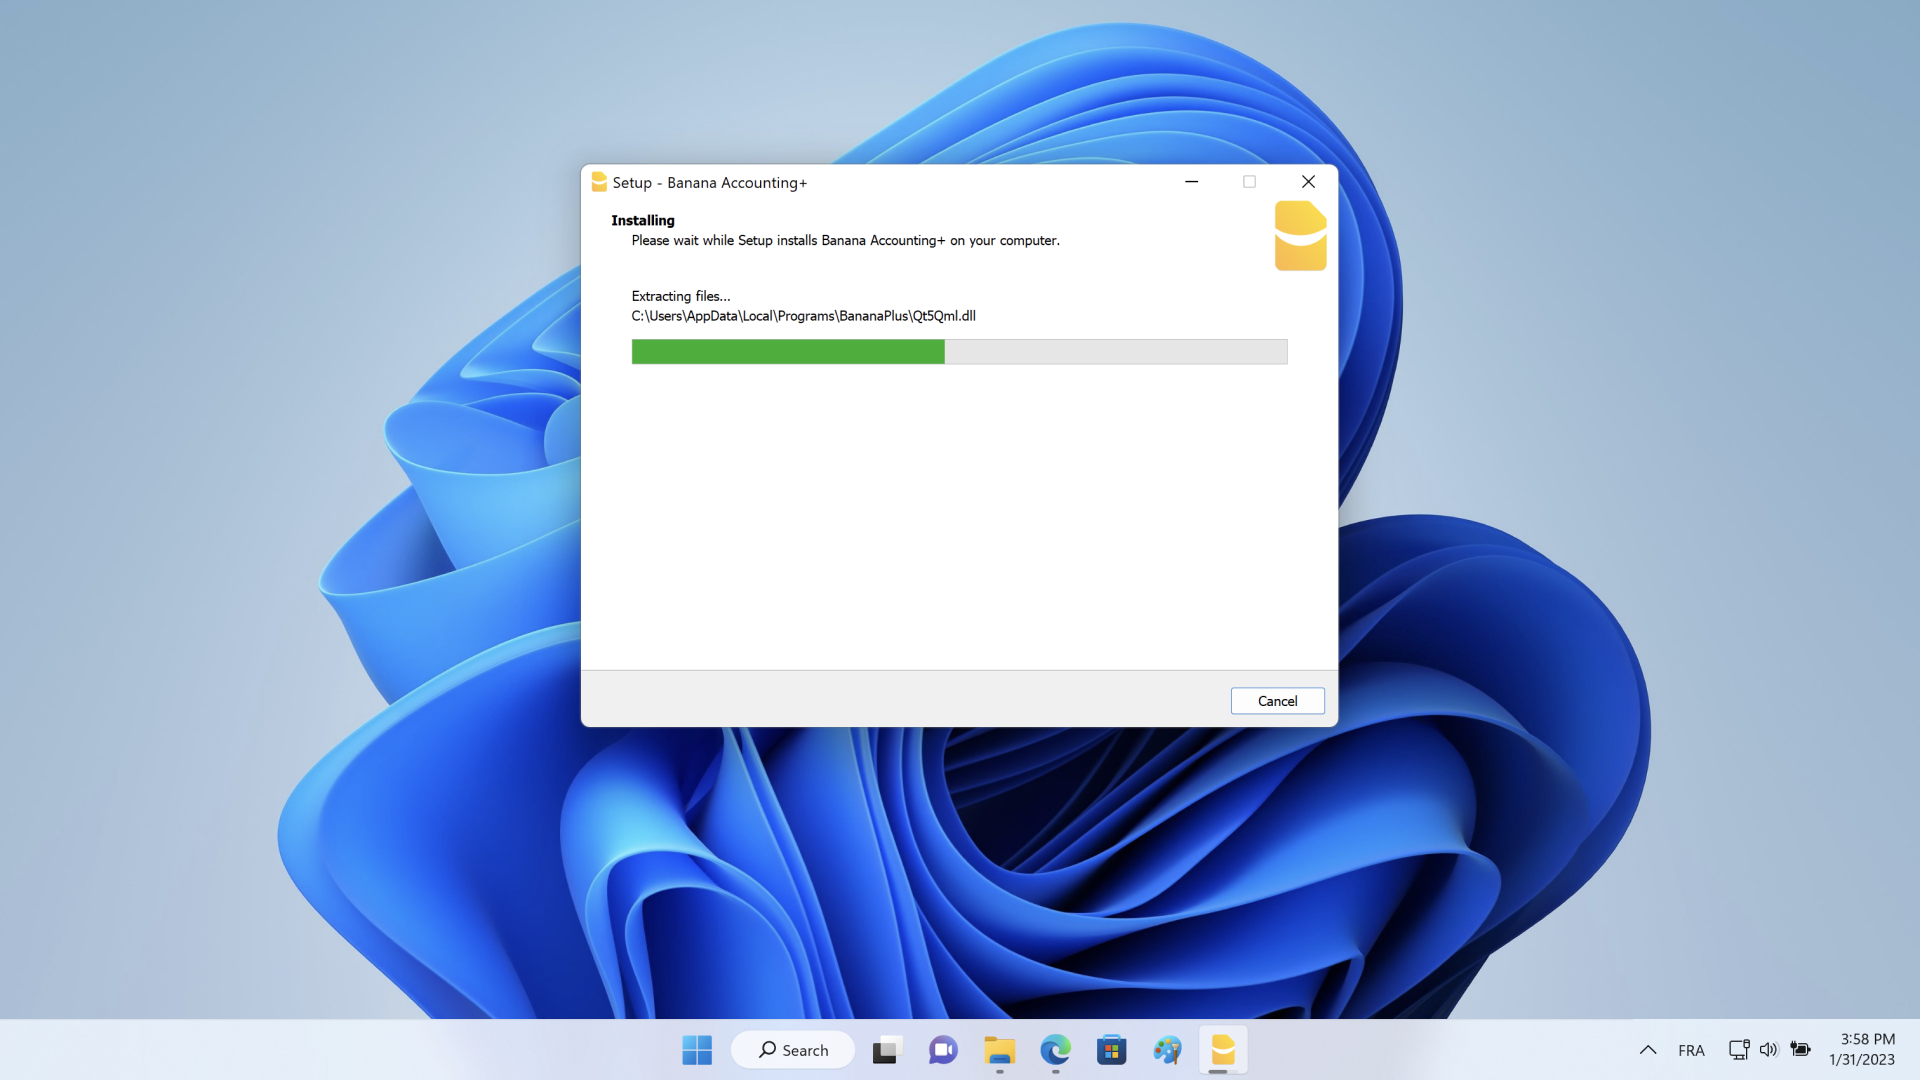 Setup - Banana Accounting+
Installing
Please wait while Setup installs Banana Accounting+ on your computer.
Extracting files...
C:\Users\AppData\Local\Programs\BananaPlus\Qt5Qml.dll
Cancel
Search
FRA
3:58 PM
1/31/2023